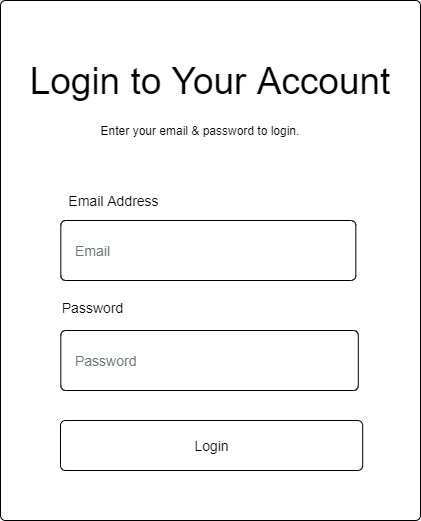 Login to Your Account
Enter your email & password to login.
Email Address
Email
Password
Password
Login